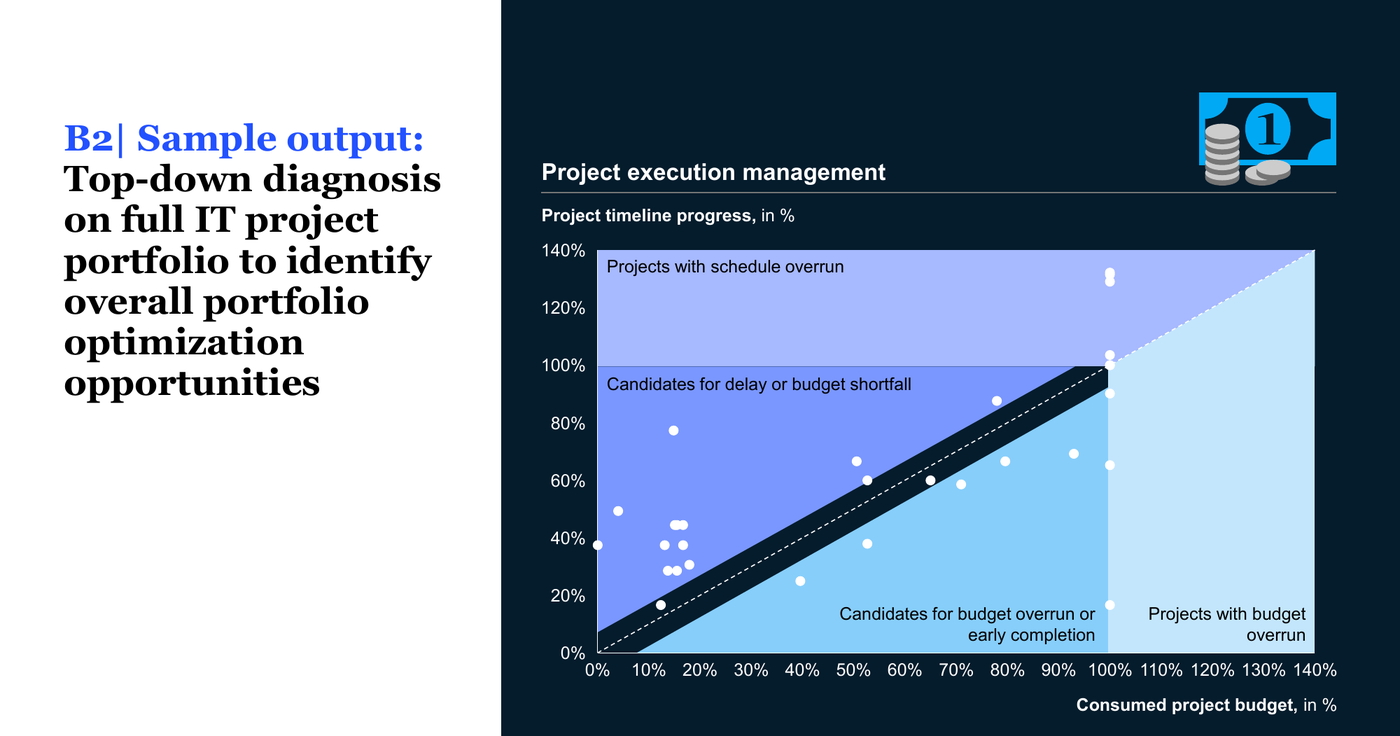 B2| Sample output:
Top-down diagnosis
on full IT project
portfolio to identify
overall portfolio
optimization
opportunities
1
Project execution management
Project timeline progress, in %
140%
Projects with schedule overrun
120%
100%
Candidates for delay or budget shortfall
80%
60%
40%
20%
Candidates for budget overrun or
early completion
Projects with budget
overrun
0%
0% 10% 20% 30% 40% 50% 60% 70% 80% 90% 100% 110% 120% 130% 140%
Consumed project budget, in %